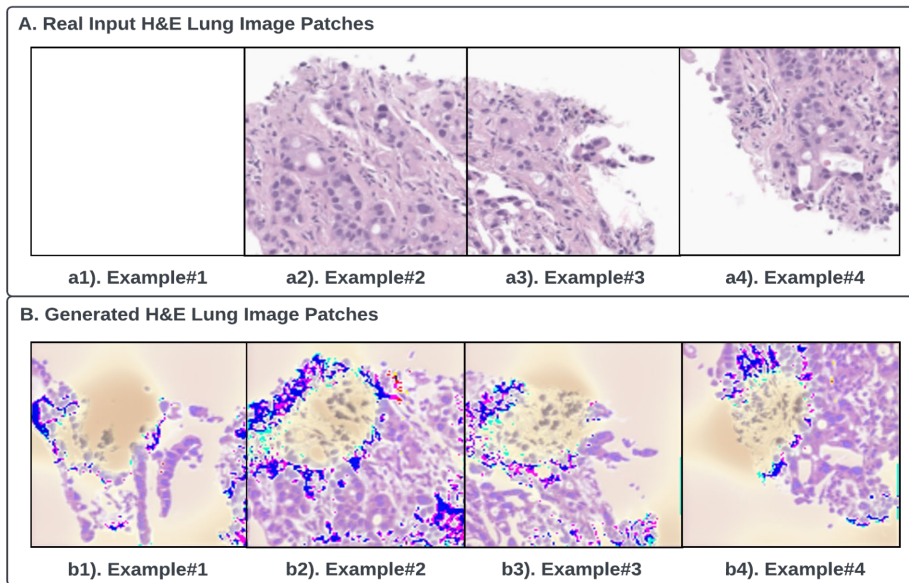 A. Real Input H&E Lung Image Patches
a1). Example#1
a2). Example#2
a3). Example#3
a4). Example#4
B. Generated H&E Lung Image Patches
b1). Example#1
b2). Example#2
b3). Example#3
b4). Example#4